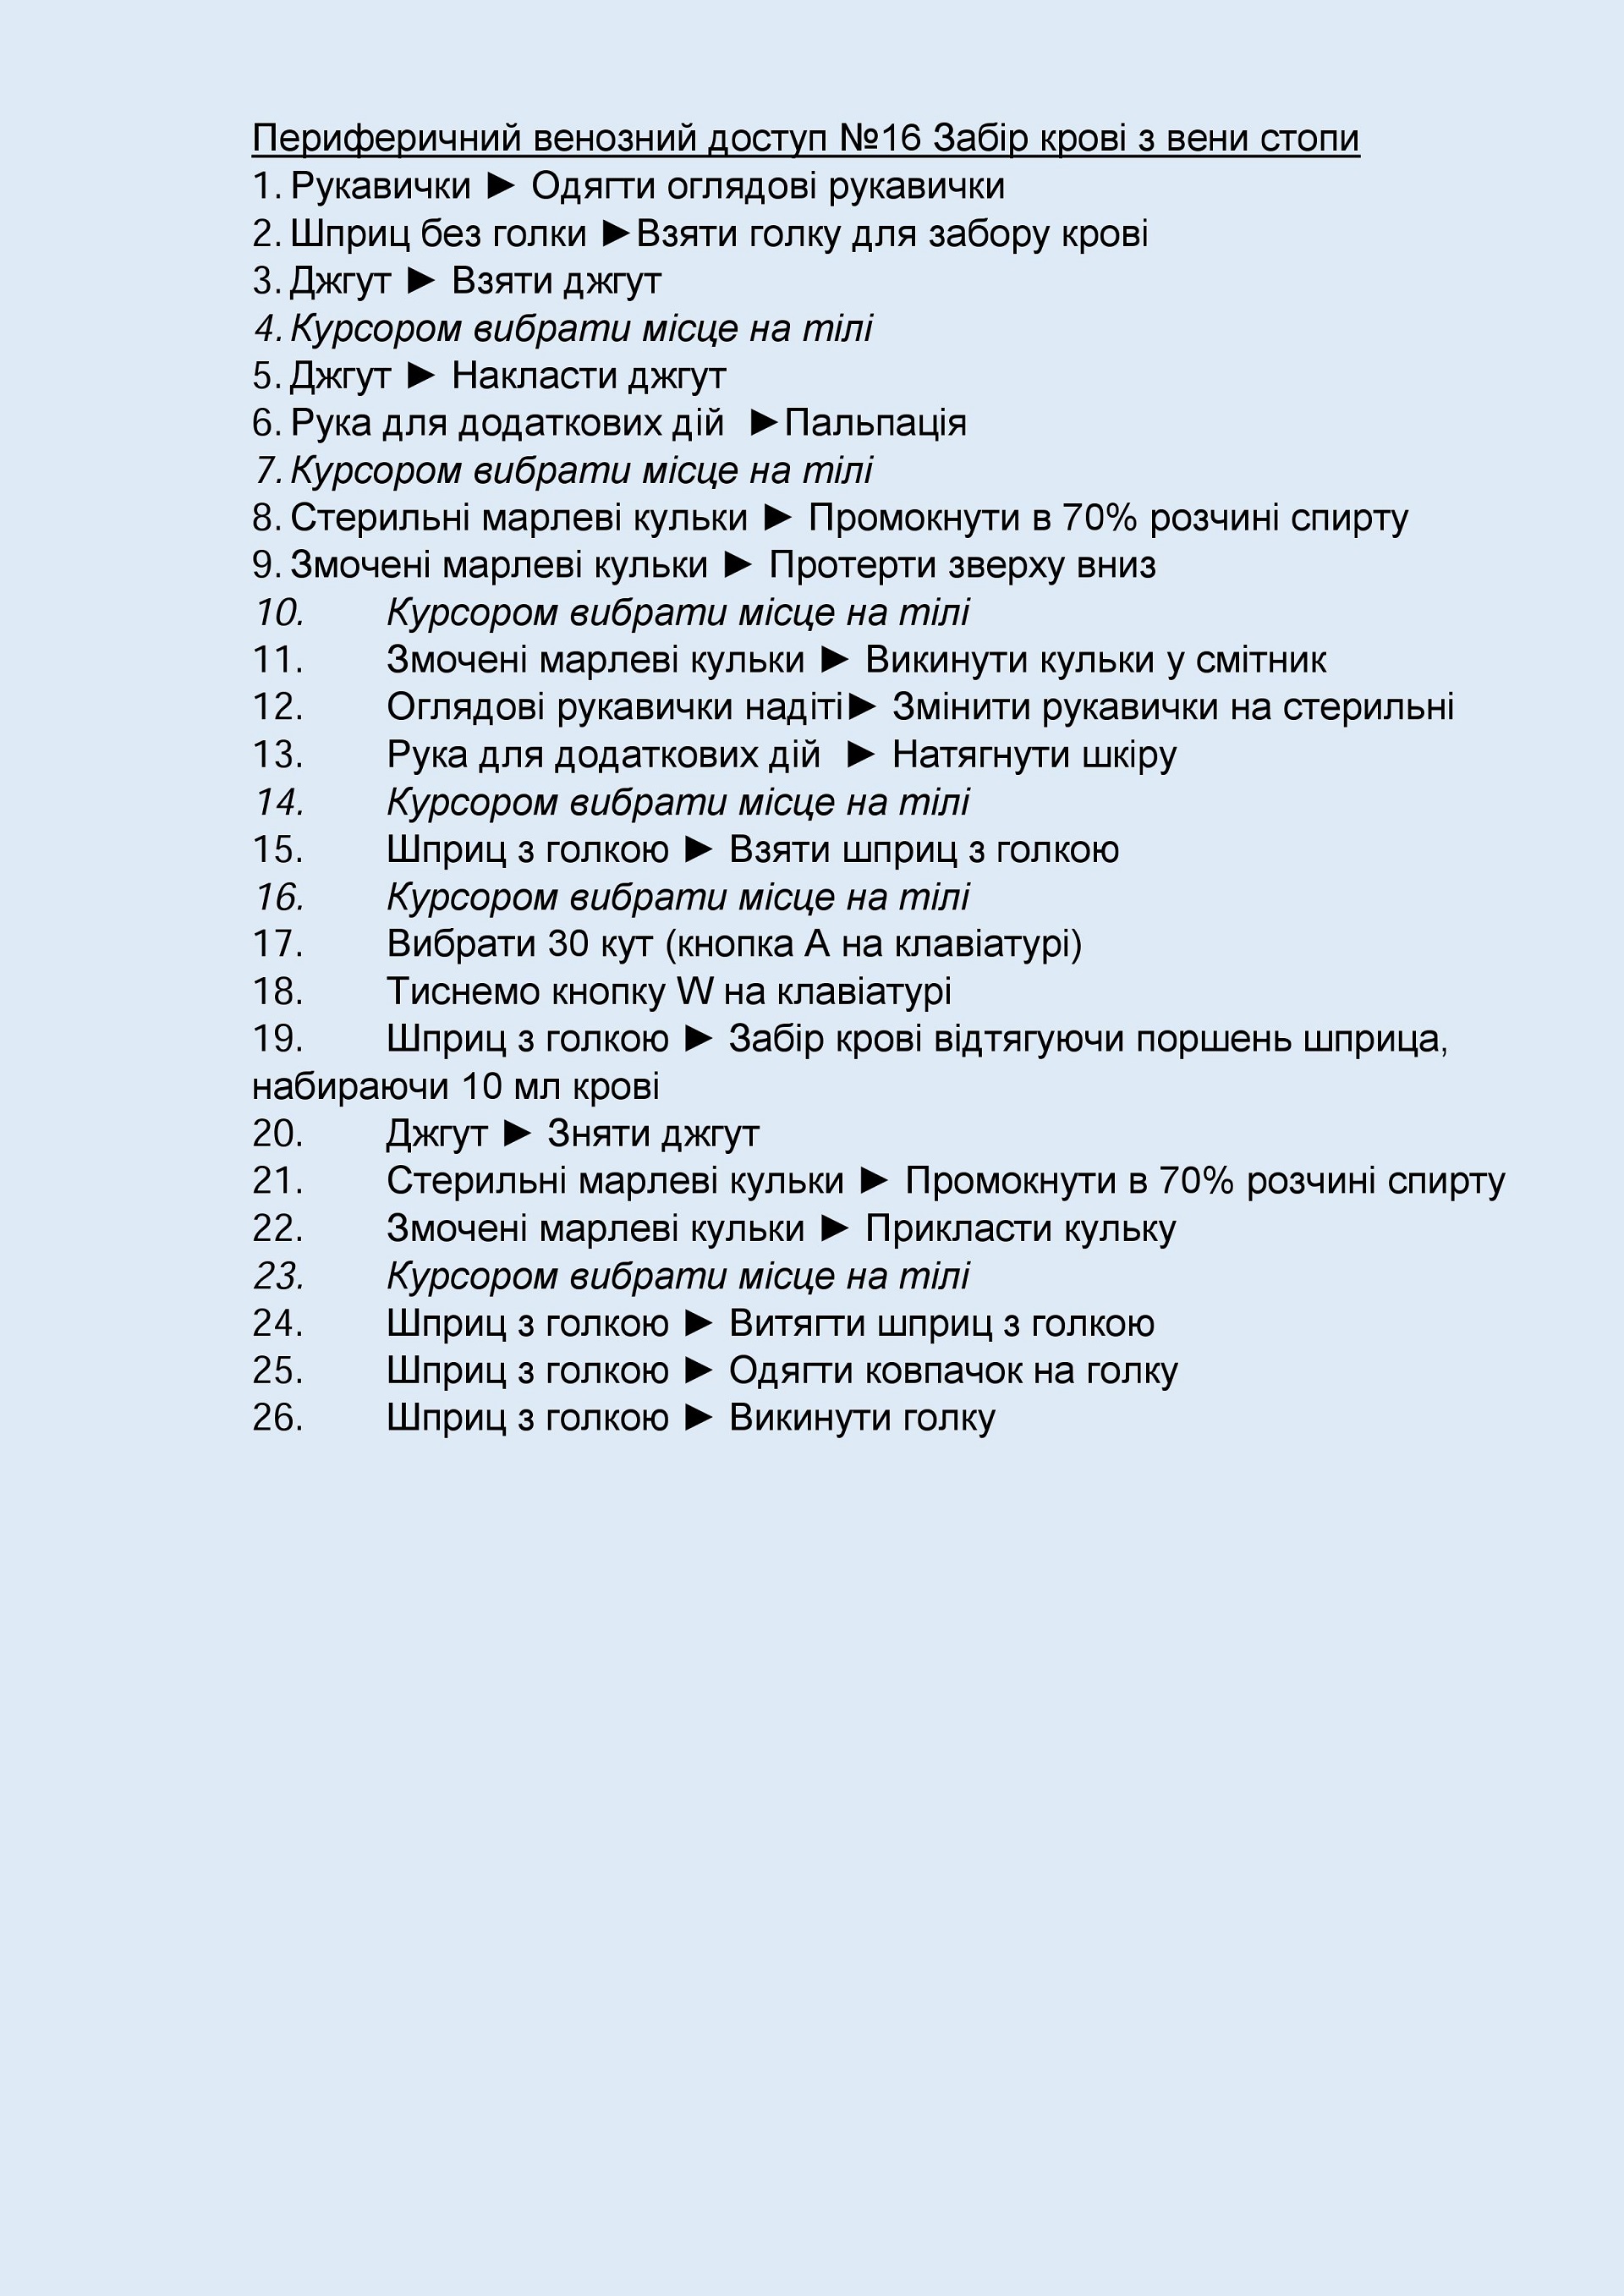 Периферичний венозний доступ №16 Забір крові з вени стопи
1. Рукавички ► Одягти оглядові рукавички
2. Шприц без голки ►Взяти голку для забору крові
3. Джгут ► Взяти джгут
4. Курсором вибрати місце на тілі
5. Джгут ► Накласти джгут
6. Рука для додаткових дій ►Пальпація
7. Курсором вибрати місце на тілі
8. Стерильні марлеві кульки ► Промокнути в 70% розчині спирту
9. Змочені марлеві кульки ► Протерти зверху вниз
10. Курсором вибрати місце на тілі
11. Змочені марлеві кульки ► Викинути кульки у смітник
12. Оглядові рукавички надіті► Змінити рукавички на стерильні
13. Рука для додаткових дій ► Натягнути шкіру
14. Курсором вибрати місце на тілі
15. Шприц з голкою ► Взяти шприц з голкою
16. Курсором вибрати місце на тілі
17. Вибрати 30 кут (кнопка А на клавіатурі)
18. Тиснемо кнопку W на клавіатурі
19. Шприц з голкою ► Забір крові відтягуючи поршень шприца,
набираючи 10 мл крові
20. Джгут ► Зняти джгут
21. Стерильні марлеві кульки ► Промокнути в 70% розчині спирту
22. Змочені марлеві кульки ► Прикласти кульку
23. Курсором вибрати місце на тілі
24. Шприц з голкою ► Витягти шприц з голкою
25. Шприц з голкою ► Одягти ковпачок на голку
26. Шприц з голкою ► Викинути голку